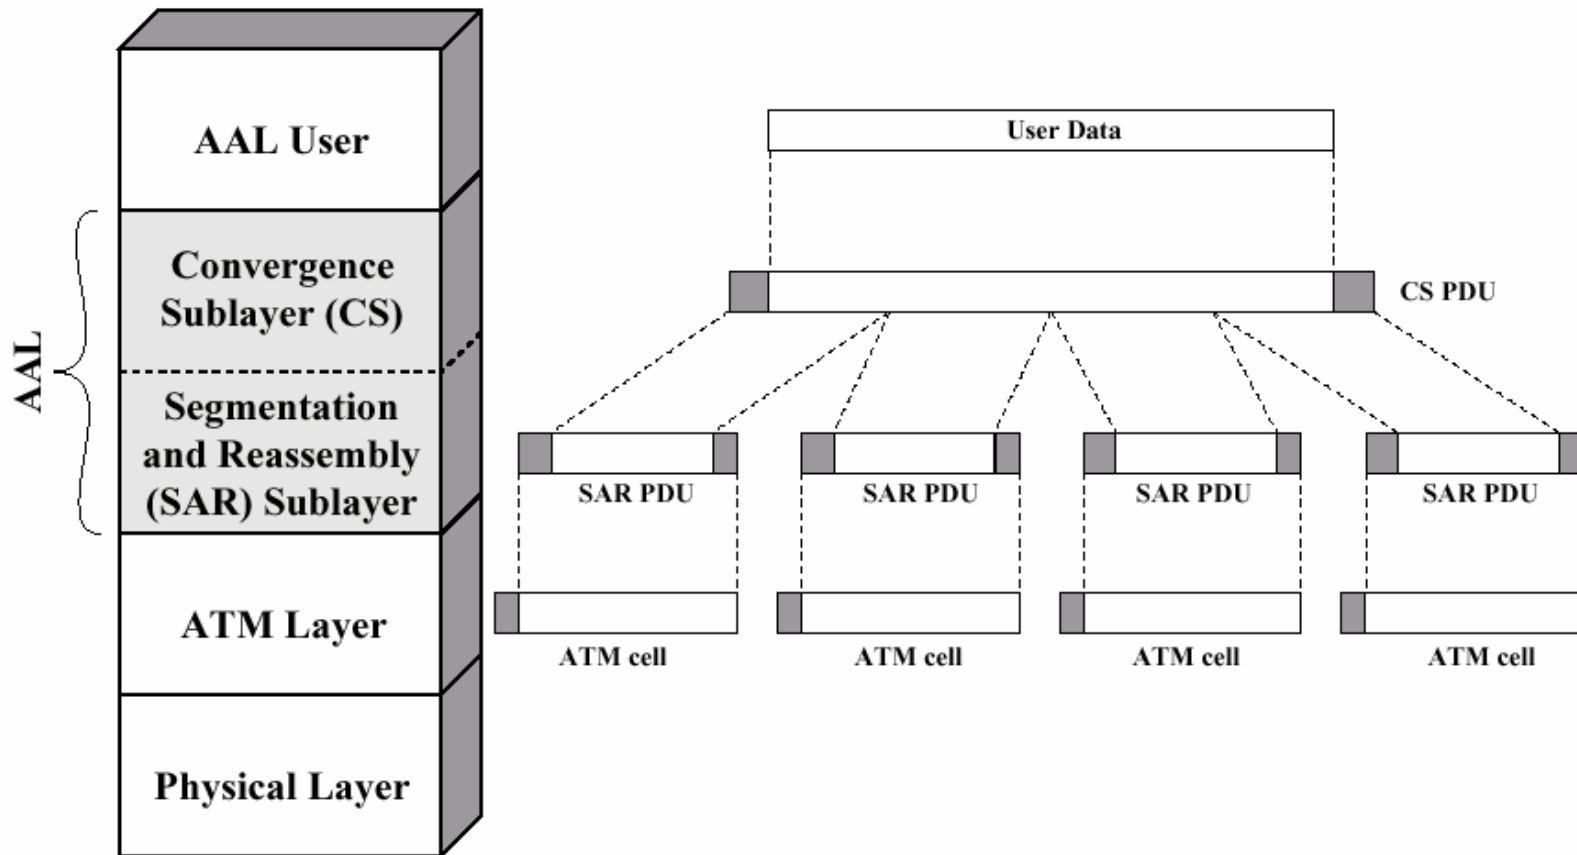 AAL User
AAL
Convergence
Sublayer (CS)
Segmentation
and Reassembly
(SAR) Sublayer
ATM Layer
Physical Layer
User Data
CS PDU
SAR PDU
SAR PDU
SAR PDU
SAR PDU
ATM cell
ATM cell
ATM cell
ATM cell